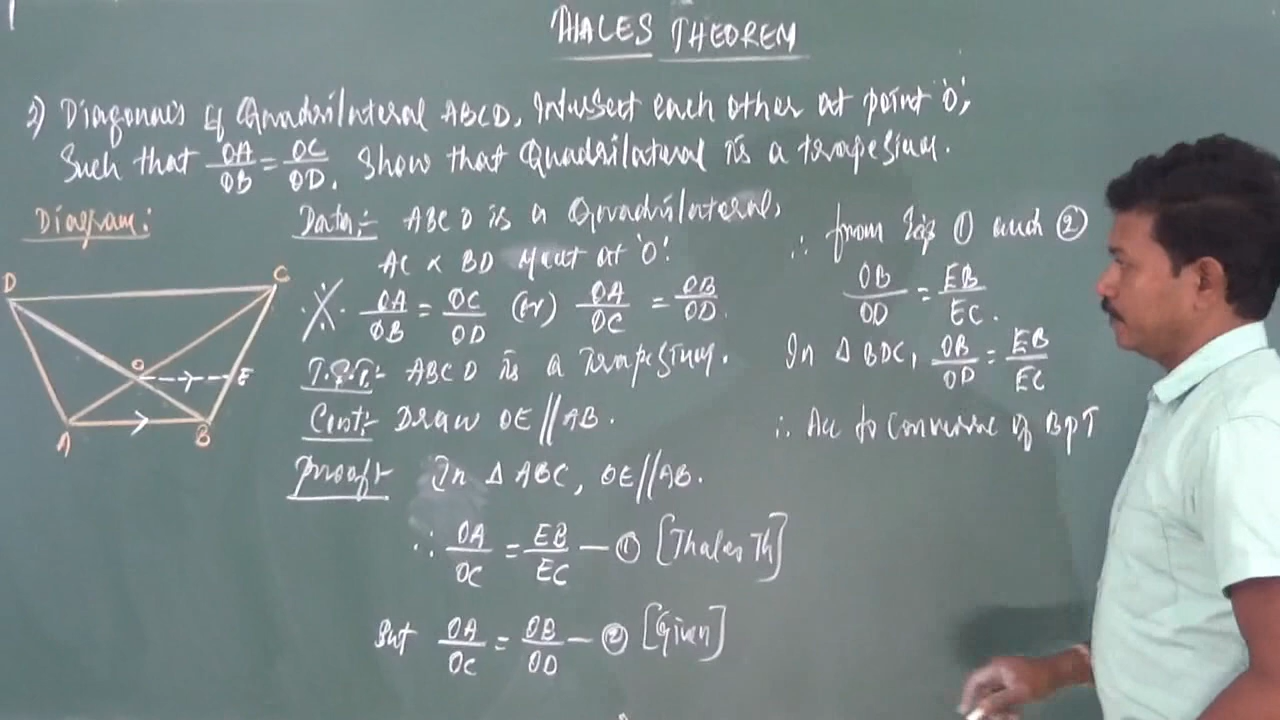 THALES THEOREM
2) Diagonals of Quadrilateral ABCD, Intersect each other at point 'O',
Such that OA/OB = OC/OD. Show that Quadrilateral is a trapesium.
Diagram:
D
C
O
E
A
B
Data:- ABCD is a Quadrilateral,
AC & BD meet at 'O'.
OA/OB = OC/OD (or) OA/OC = OB/OD.
T.S.T:- ABCD is a Trapesium.
Const:- Draw OE // AB.
Proof:- In Δ ABC, OE//AB.
∴ OA/OC = EB/EC — ① [Thales Th]
But OA/OC = OB/OD — ② [Given]
∴ from Eqs ① and ②
OB/OD = EB/EC.
In Δ BDC, OB/OD = EB/EC
∴ Acc to converse of BPT